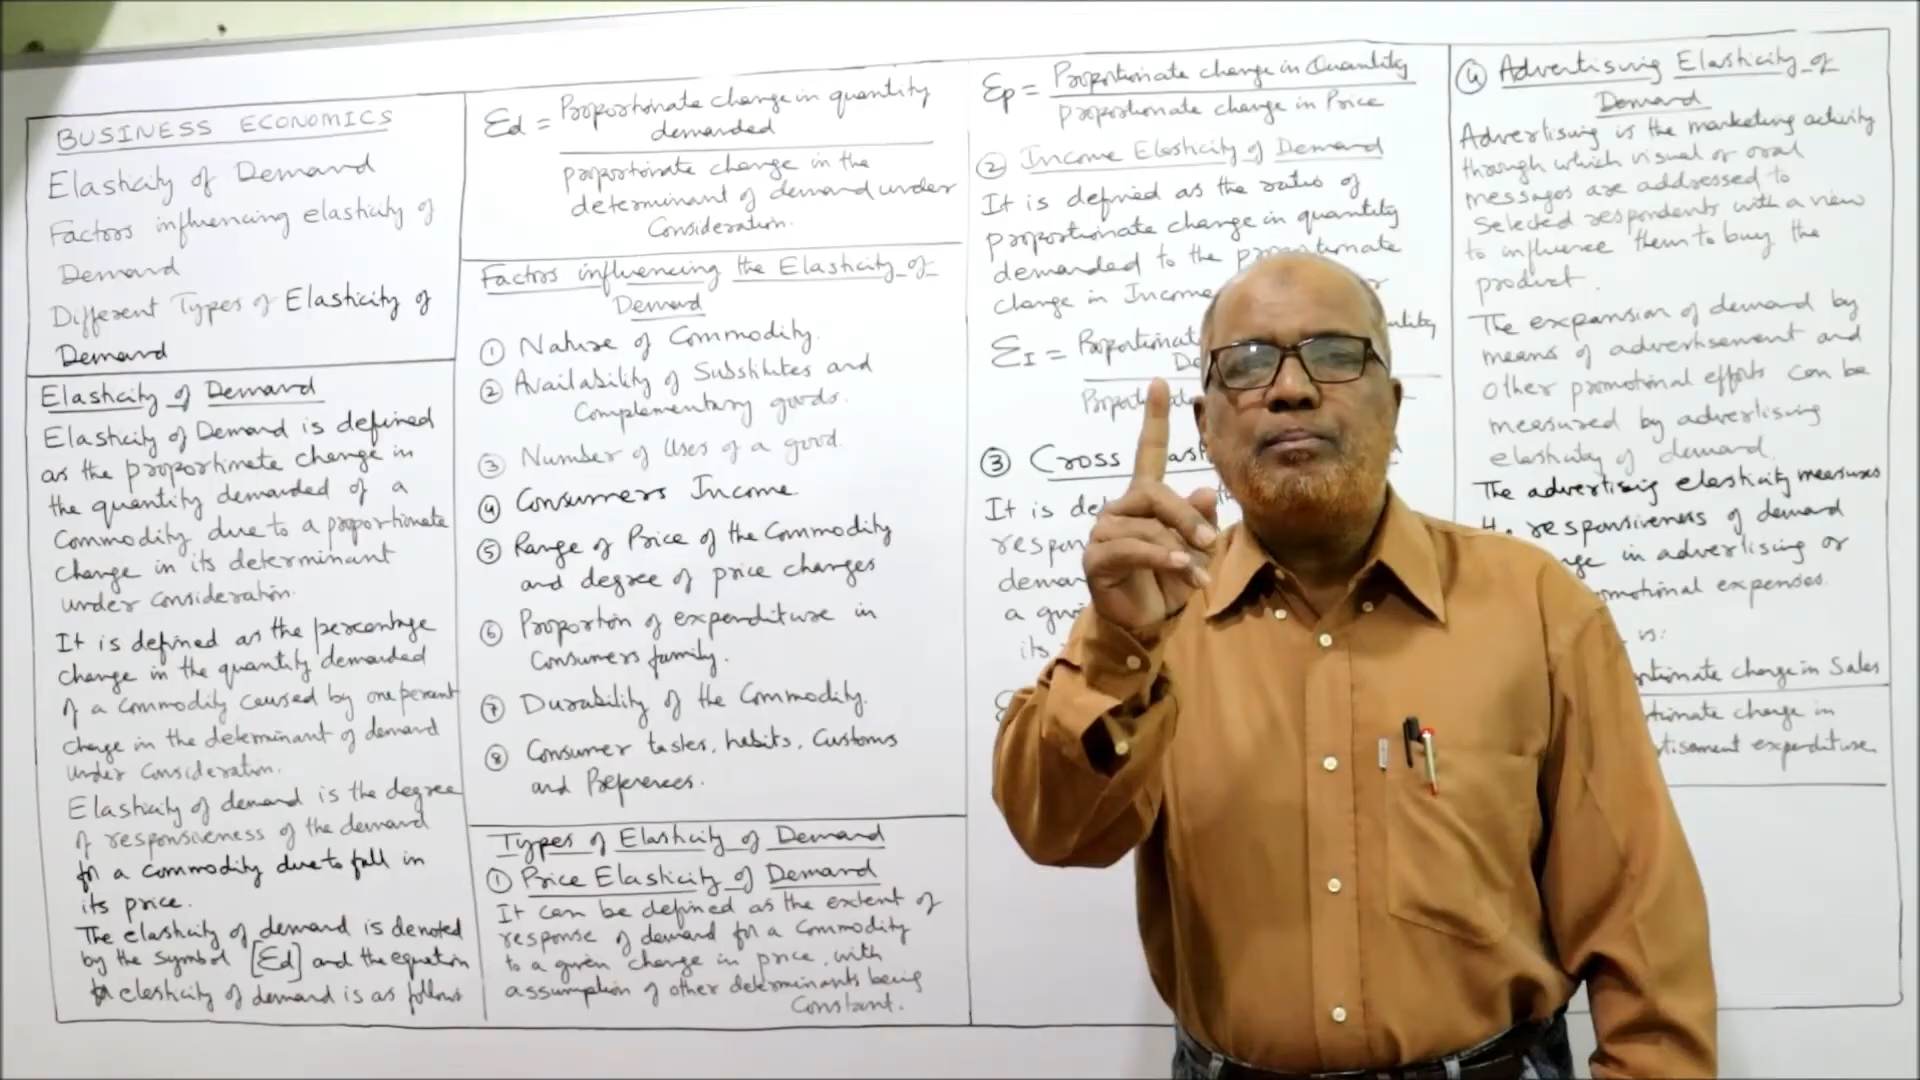 BUSINESS ECONOMICS
Elasticity of Demand
Factors influencing elasticity of
Demand
Different Types of Elasticity of
Demand
Elasticity of Demand
Elasticity of Demand is defined
as the proportionate change in
the quantity demanded of a
Commodity due to a proportionate
change in its determinant
under consideration.
It is defined as the percentage
change in the quantity demanded
of a commodity caused by one percent
change in the determinant of demand
under consideration.
Elasticity of demand is the degree
of responsiveness of the demand
for a commodity due to fall in
its price.
The elasticity of demand is denoted
by the symbol [Ed] and the equation
elasticity of demand is as follows
Ed = Proportionate change in quantity
demanded
proportionate change in the
determinant of demand under
Consideration.
Factors influencing the Elasticity of
Demand
① Nature of Commodity.
② Availability of Substitutes and
Complementary goods.
③ Number of Uses of a good.
④ Consumers Income
⑤ Range of Price of the Commodity
and degree of price changes
⑥ Proportion of expenditure in
Consumers family.
⑦ Durability of the Commodity.
⑧ Consumer tastes, habits, Customs
and Preferences.
Types of Elasticity of Demand
① Price Elasticity of Demand
It can be defined as the extent of
response of demand for a Commodity
to a given change in price, with
assumption of other determinants being
Constant.
Ep = Proportionate change in Quantity
proportionate change in Price
② Income Elasticity of Demand
It is defined as the ratio of
proportionate change in quantity
demanded to the proportionate
change in Income
EI =
③ Cross
It is
respon
deman
a give
its
④ Advertising Elasticity of
Demand
Advertising is the marketing activity
through which visual or oral
messages are addressed to
Selected respondents with a view
to influence them to buy the
product.
The expansion of demand by
means of advertisement and
Other promotional efforts can be
measured by advertising
elasticity of demand.
The advertising elasticity measures
responsiveness of demand
in advertising or
expenses.
is:
change in Sales
change in
expenditure